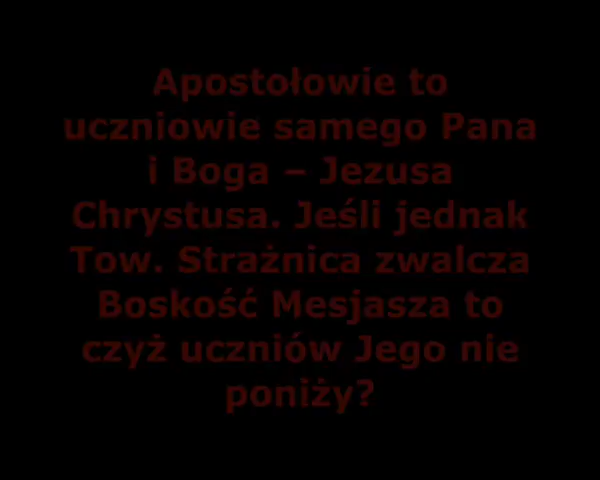 Apostołowie to
uczniowie samego Pana
i Boga – Jezusa
Chrystusa. Jeśli jednak
Tow. Strażnica zwalcza
Boskość Mesjasza to
czyż uczniów Jego nie
poniży?